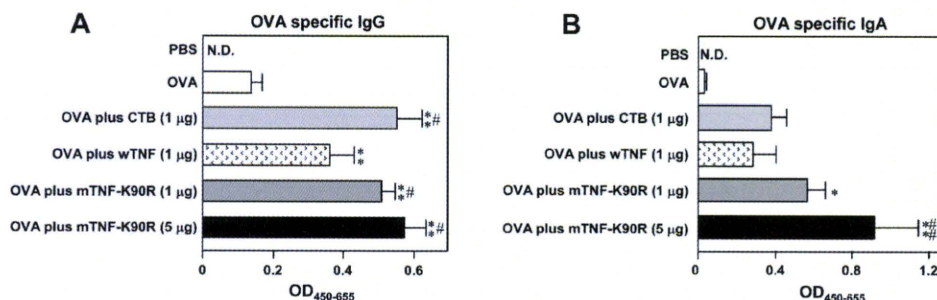 A
OVA specific IgG
PBS N.D.
OVA
OVA plus CTB (1 μg)
**#
OVA plus wTNF (1 μg)
**
OVA plus mTNF-K90R (1 μg)
**#
OVA plus mTNF-K90R (5 μg)
**#
0 0.2 0.4 0.6
OD450-655
B
OVA specific IgA
PBS N.D.
OVA
OVA plus CTB (1 μg)
OVA plus wTNF (1 μg)
OVA plus mTNF-K90R (1 μg)
*
OVA plus mTNF-K90R (5 μg)
**##
0 0.4 0.8 1.2
OD450-655